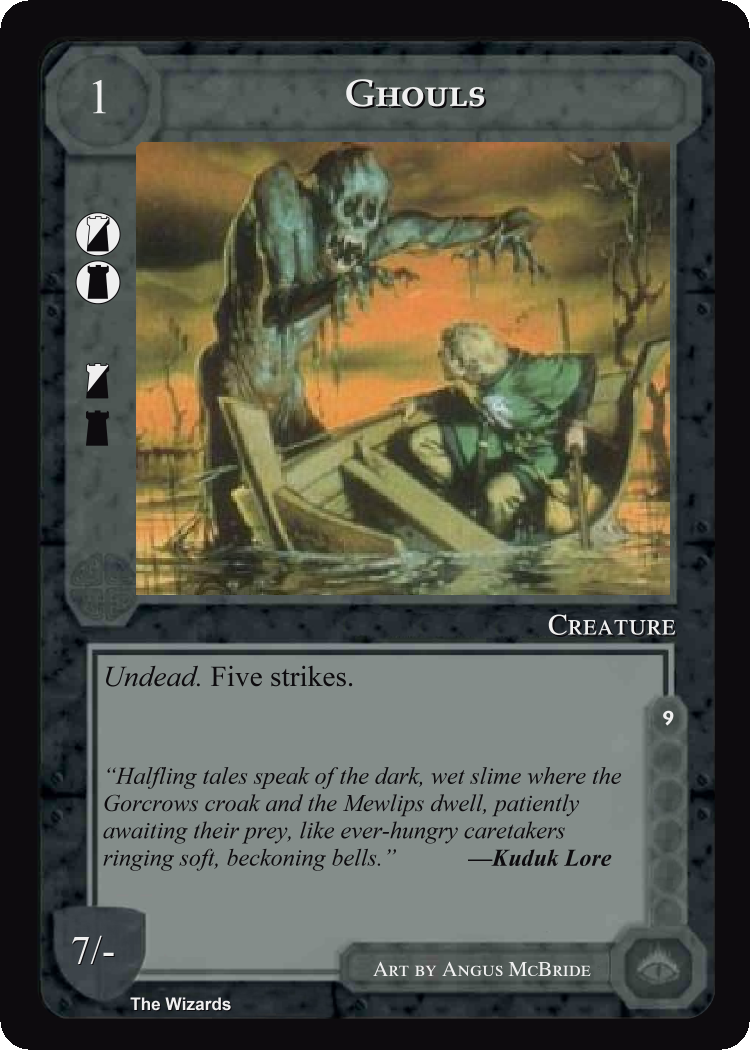 1
Ghouls
Creature
Undead. Five strikes.
9
“Halfling tales speak of the dark, wet slime where the
Gorcrows croak and the Mewlips dwell, patiently
awaiting their prey, like ever-hungry caretakers
ringing soft, beckoning bells.” —Kuduk Lore
7/-
Art by Angus McBride
The Wizards